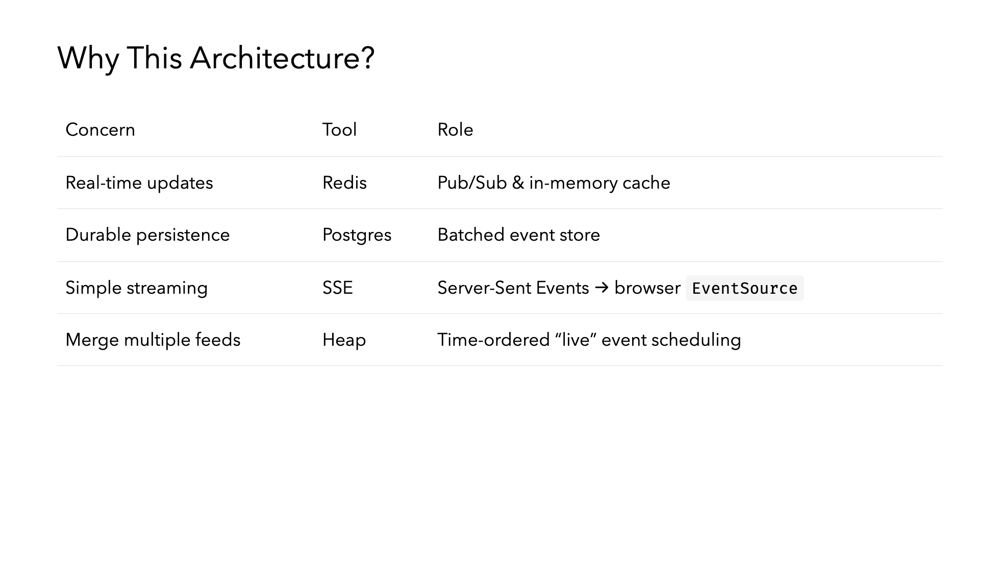 Why This Architecture?
Concern Tool Role
Real-time updates Redis Pub/Sub & in-memory cache
Durable persistence Postgres Batched event store
Simple streaming SSE Server-Sent Events → browser EventSource
Merge multiple feeds Heap Time-ordered “live” event scheduling